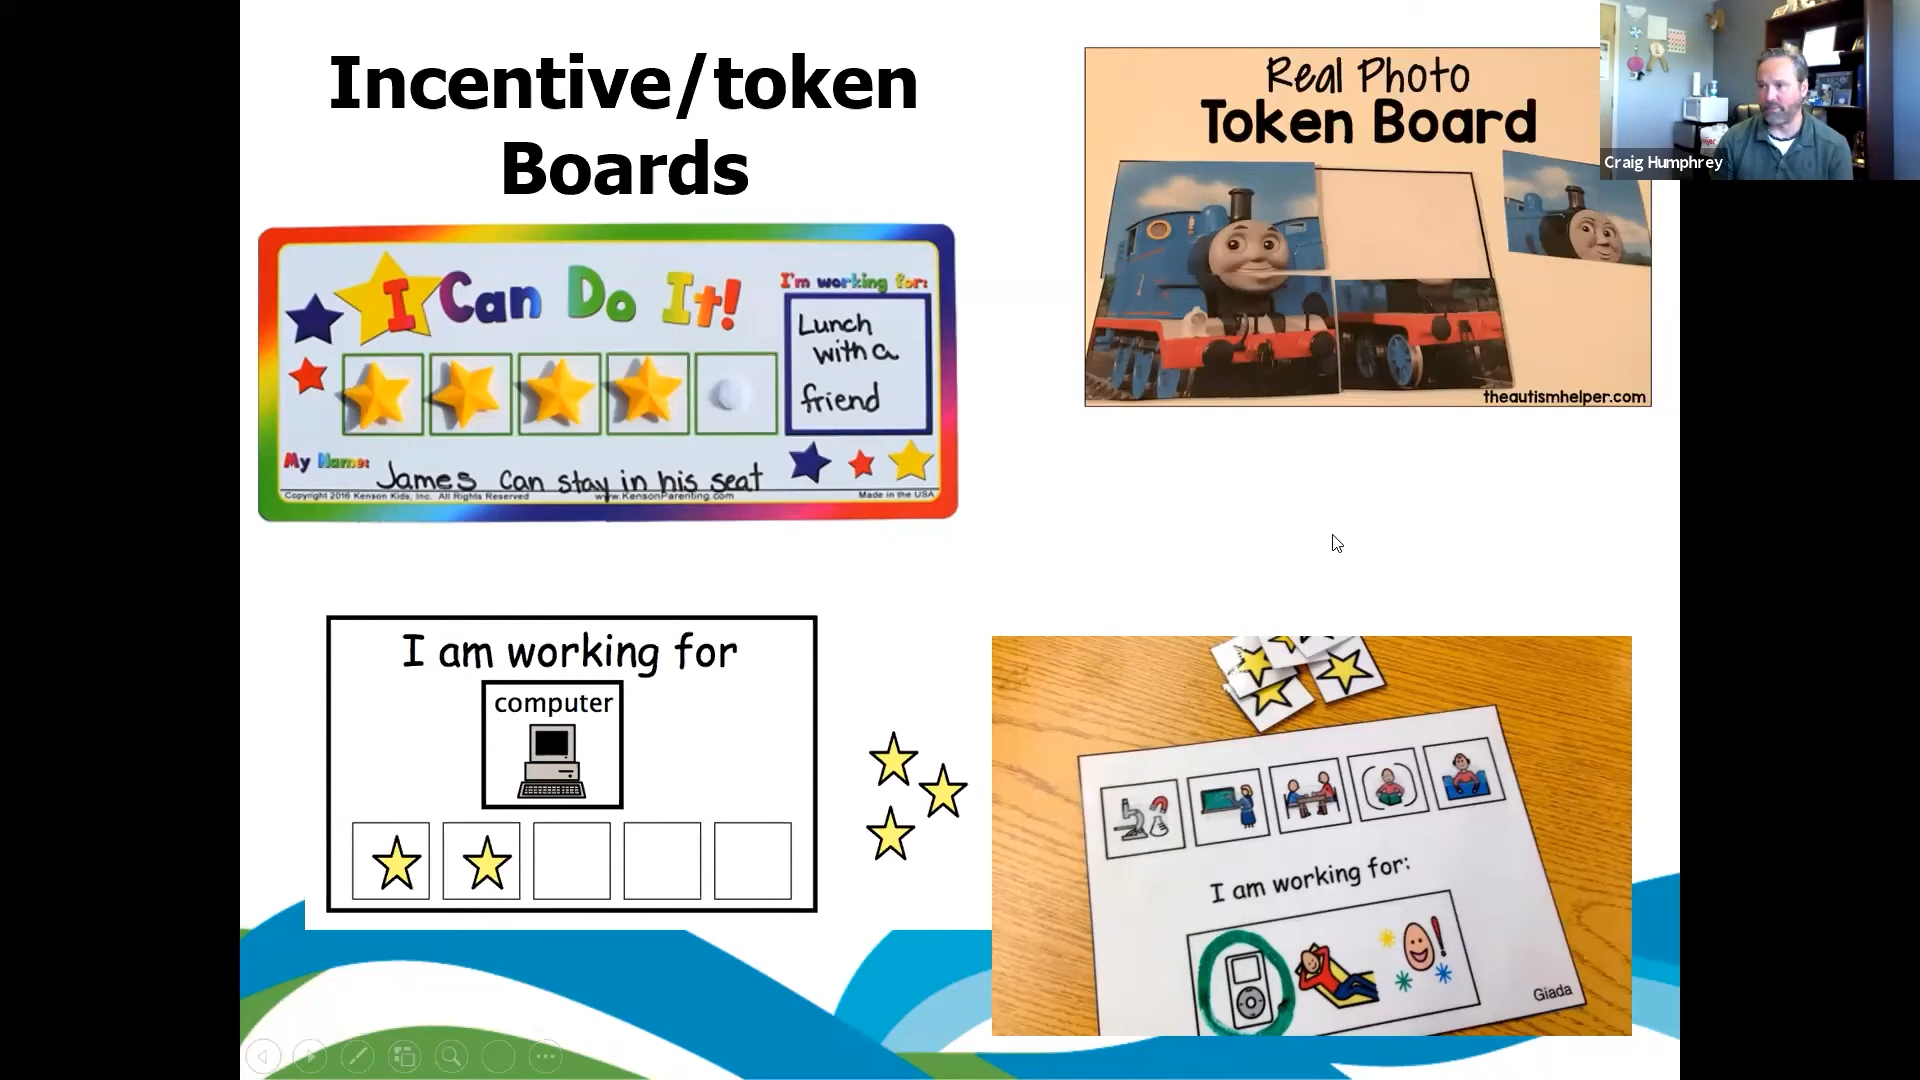 Incentive/token
Boards
I Can Do It!
I'm working for:
Lunch
with a
friend
My Name:
James can stay in his seat
Copyright 2016 Kenson Kids, Inc. All Rights Reserved
www.KensonParenting.com
Made in the USA
Real Photo
Token Board
theautismhelper.com
Craig Humphrey
I am working for
computer
I am working for:
Giada